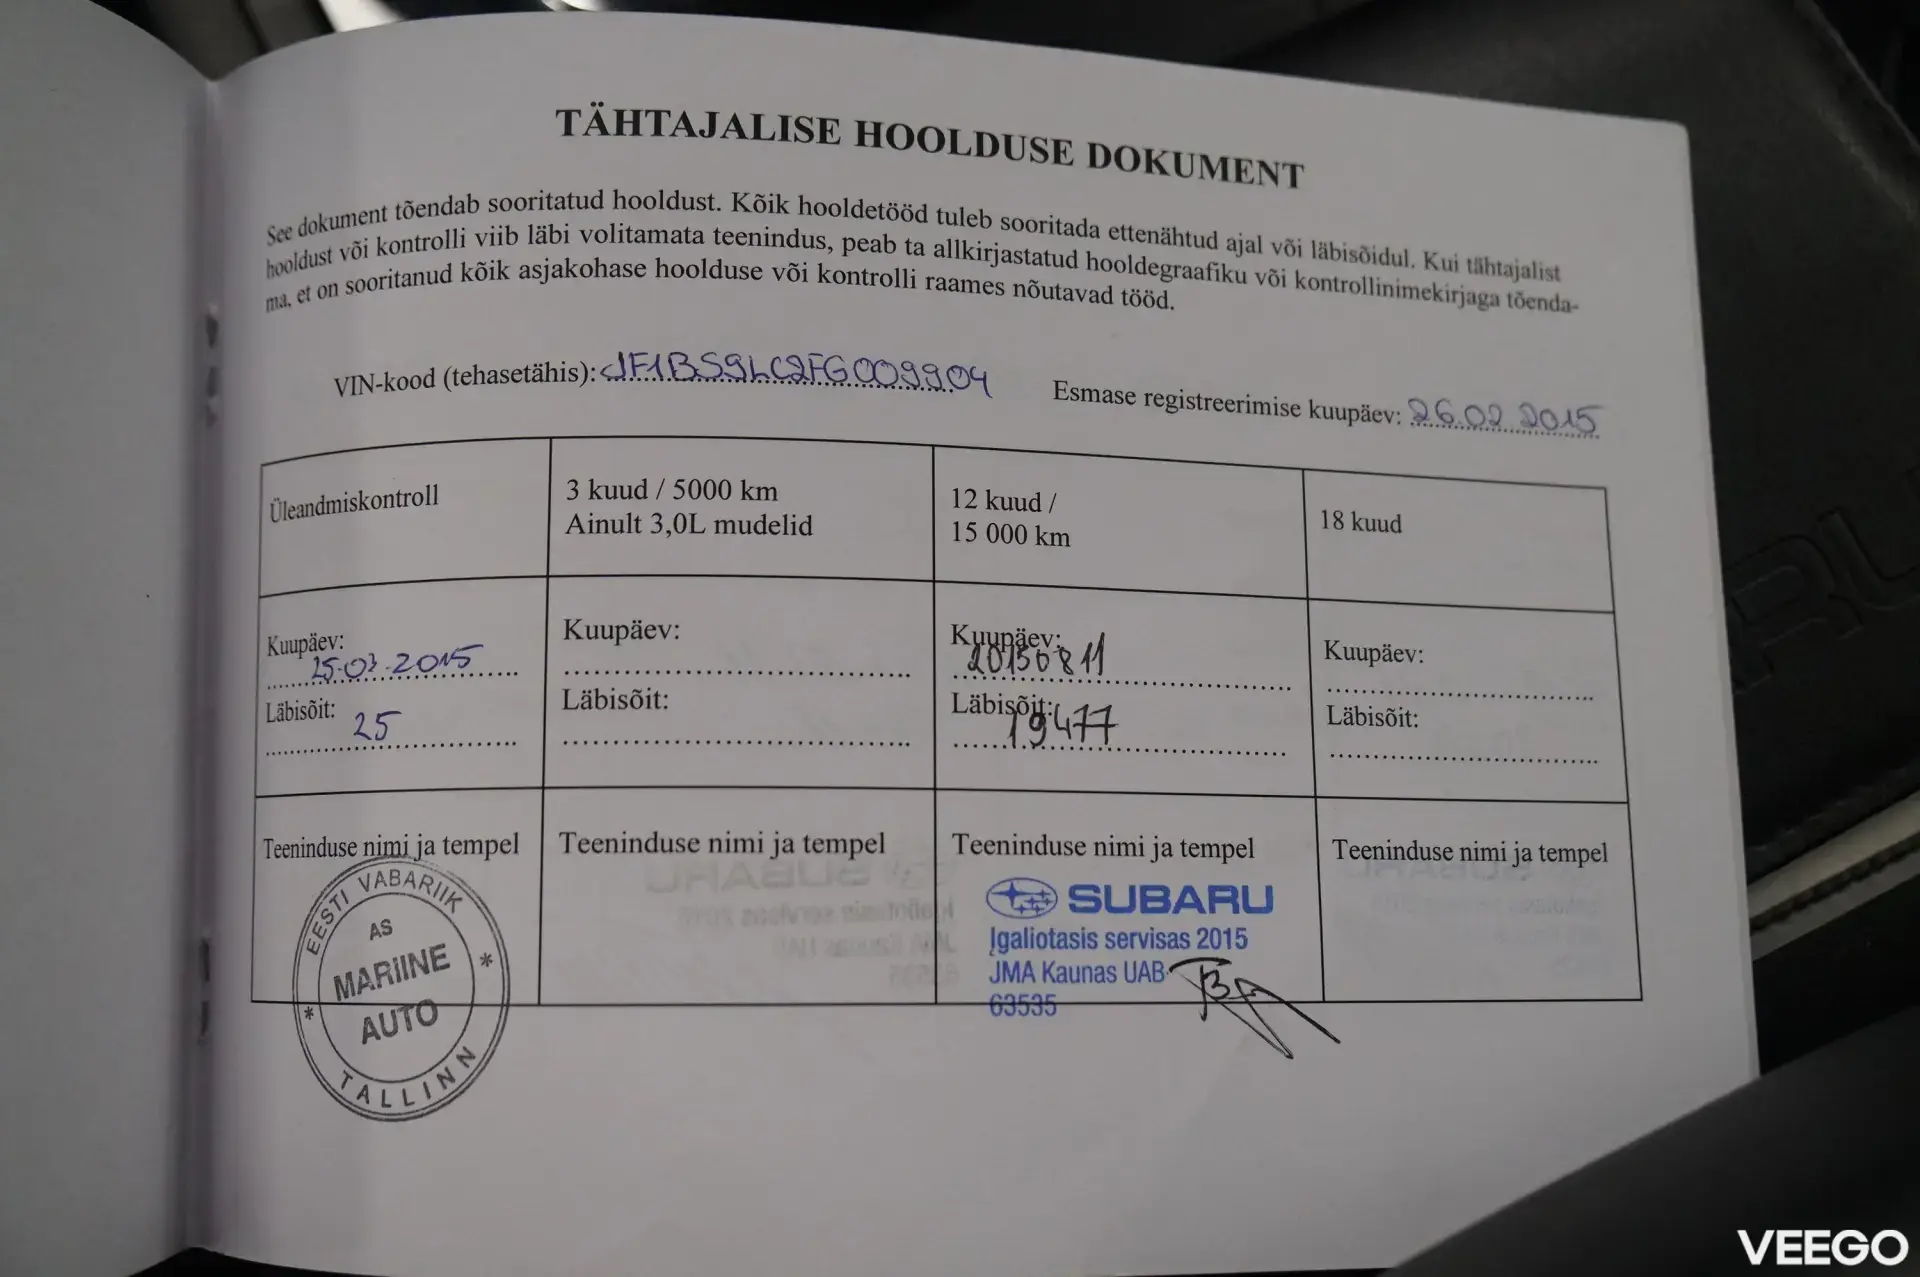 TÄHTAJALISE HOOLDUSE DOKUMENT
See dokument tõendab sooritatud hooldust. Kõik hooldetööd tuleb sooritada ettenähtud ajal või läbisõidul. Kui tähtajalist
hooldust või kontrolli viib läbi volitamata teenindus, peab ta allkirjastatud hooldegraafiku või kontrollinimekirjaga tõenda-
ma, et on sooritanud kõik asjakohase hoolduse või kontrolli raames nõutavad tööd.
VIN-kood (tehasetähis): JF1BS9LC2FG009904 Esmase registreerimise kuupäev: 26.02.2015
Üleandmiskontroll
3 kuud / 5000 km
Ainult 3,0L mudelid
12 kuud /
15 000 km
18 kuud
Kuupäev:
25.03.2015
Läbisõit:
25
Kuupäev:
Läbisõit:
Kuupäev:
20150811
Läbisõit:
19477
Kuupäev:
Läbisõit:
Teeninduse nimi ja tempel
EESTI VABARIIK
AS
MARIINE
AUTO
TALLINN
Teeninduse nimi ja tempel
Teeninduse nimi ja tempel
SUBARU
Įgaliotasis servisas 2015
JMA Kaunas UAB
63535
Teeninduse nimi ja tempel
VEEGO